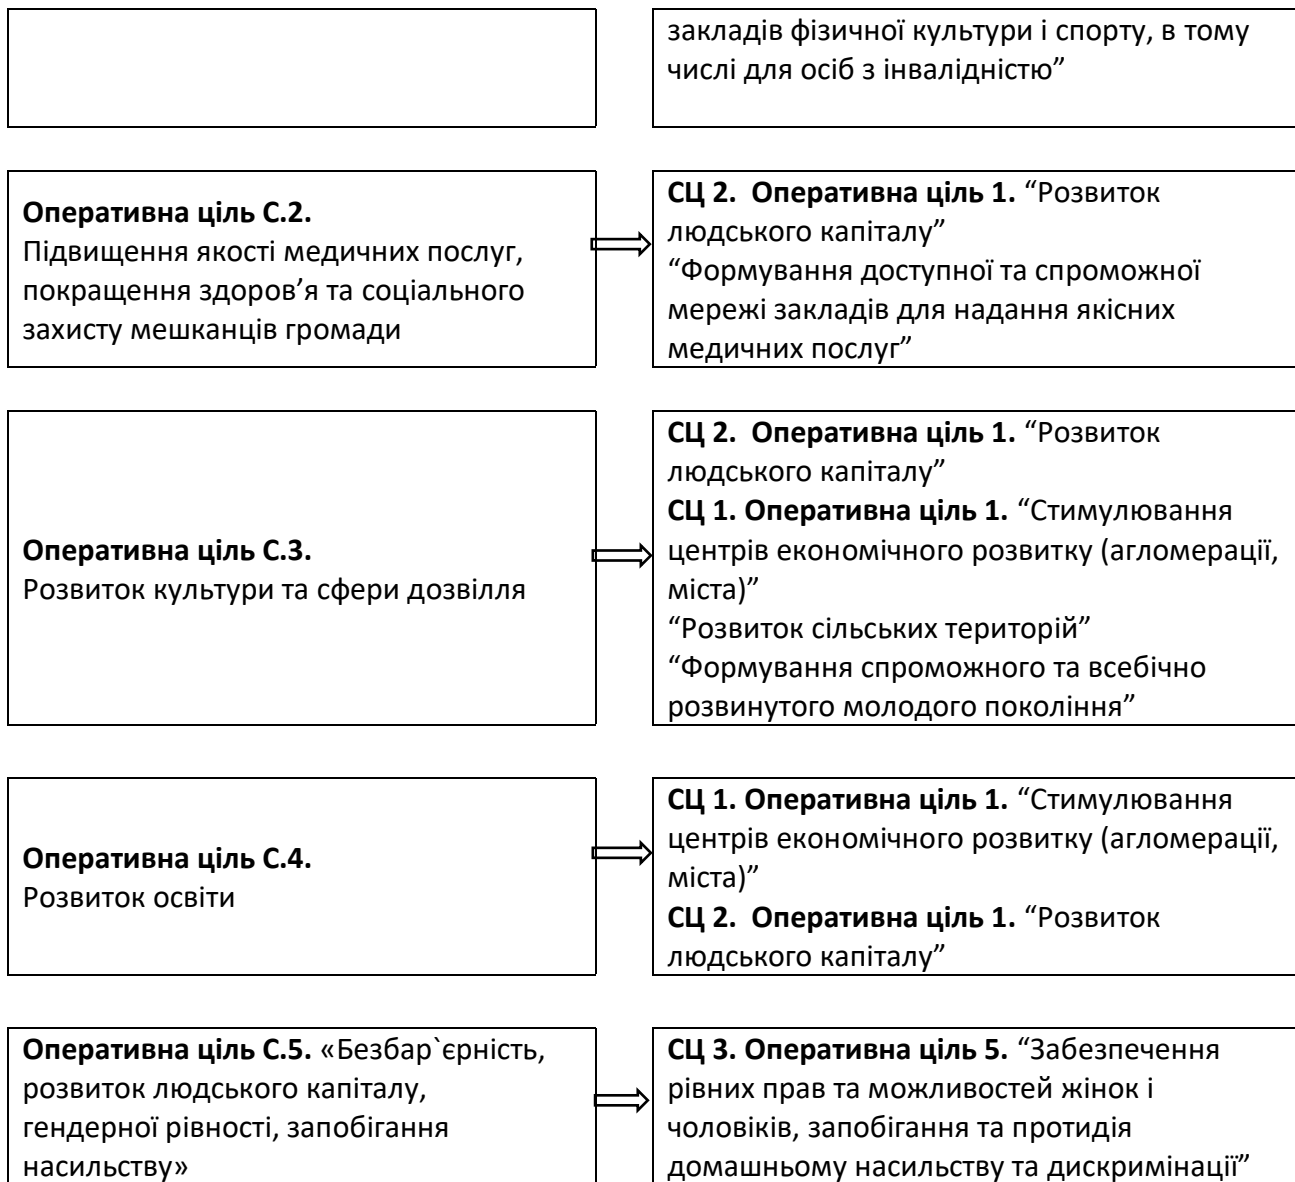 закладів фізичної культури і спорту, в тому
числі для осіб з інвалідністю”
Оперативна ціль С.2.
Підвищення якості медичних послуг,
покращення здоров’я та соціального
захисту мешканців громади
СЦ 2.  Оперативна ціль 1. “Розвиток
людського капіталу”
“Формування доступної та спроможної
мережі закладів для надання якісних
медичних послуг”
Оперативна ціль С.3.
Розвиток культури та сфери дозвілля
СЦ 2.  Оперативна ціль 1. “Розвиток
людського капіталу”
СЦ 1. Оперативна ціль 1. “Стимулювання
центрів економічного розвитку (агломерації,
міста)”
“Розвиток сільських територій”
“Формування спроможного та всебічно
розвинутого молодого покоління”
Оперативна ціль С.4.
Розвиток освіти
СЦ 1. Оперативна ціль 1. “Стимулювання
центрів економічного розвитку (агломерації,
міста)”
СЦ 2.  Оперативна ціль 1. “Розвиток
людського капіталу”
Оперативна ціль С.5. «Безбар`єрність,
розвиток людського капіталу,
гендерної рівності, запобігання
насильству»
СЦ 3. Оперативна ціль 5. “Забезпечення
рівних прав та можливостей жінок і
чоловіків, запобігання та протидія
домашньому насильству та дискримінації”